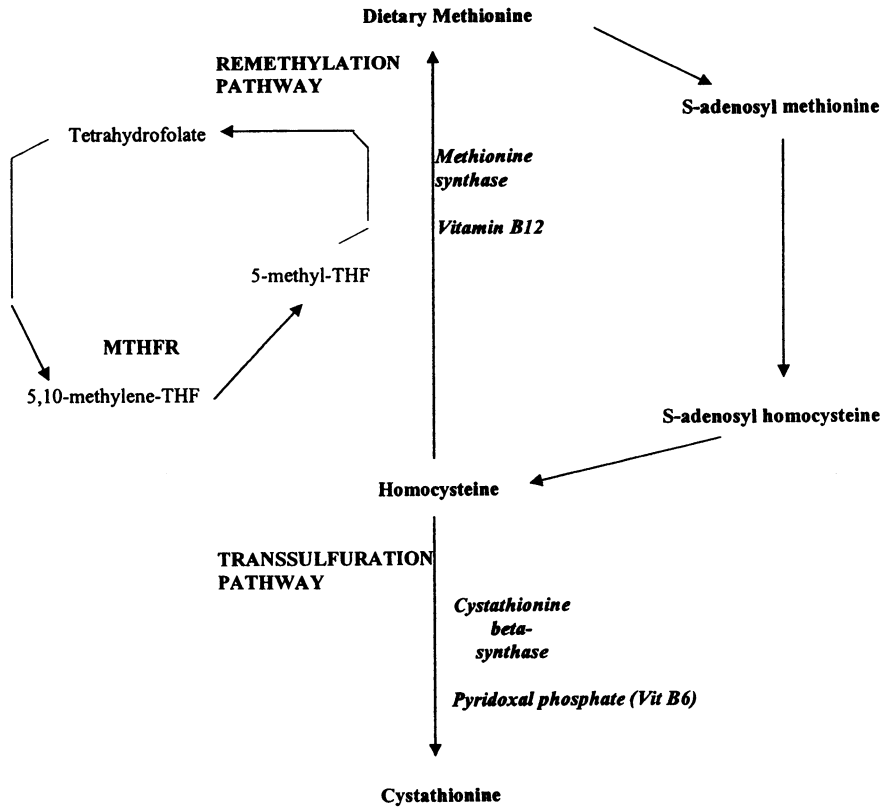 Dietary Methionine
REMETHYLATION
PATHWAY
S-adenosyl methionine
Tetrahydrofolate
Methionine
synthase
Vitamin B12
5-methyl-THF
MTHFR
5,10-methylene-THF
S-adenosyl homocysteine
Homocysteine
TRANSSULFURATION
PATHWAY
Cystathionine
beta-
synthase
Pyridoxal phosphate (Vit B6)
Cystathionine